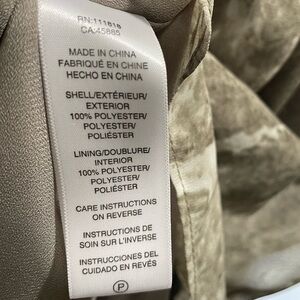 RN:111818
CA:45885
MADE IN CHINA
FABRIQUÉ EN CHINE
HECHO EN CHINA
SHELL/EXTÉRIEUR/
EXTERIOR
100% POLYESTER/
POLYESTER/
POLIÉSTER
LINING/DOUBLURE/
INTERIOR
100% POLYESTER/
POLYESTER/
POLIÉSTER
CARE INSTRUCTIONS
ON REVERSE
INSTRUCTIONS DE
SOIN SUR L'INVERSE
INSTRUCCIONES DEL
CUIDADO EN REVÉS
P